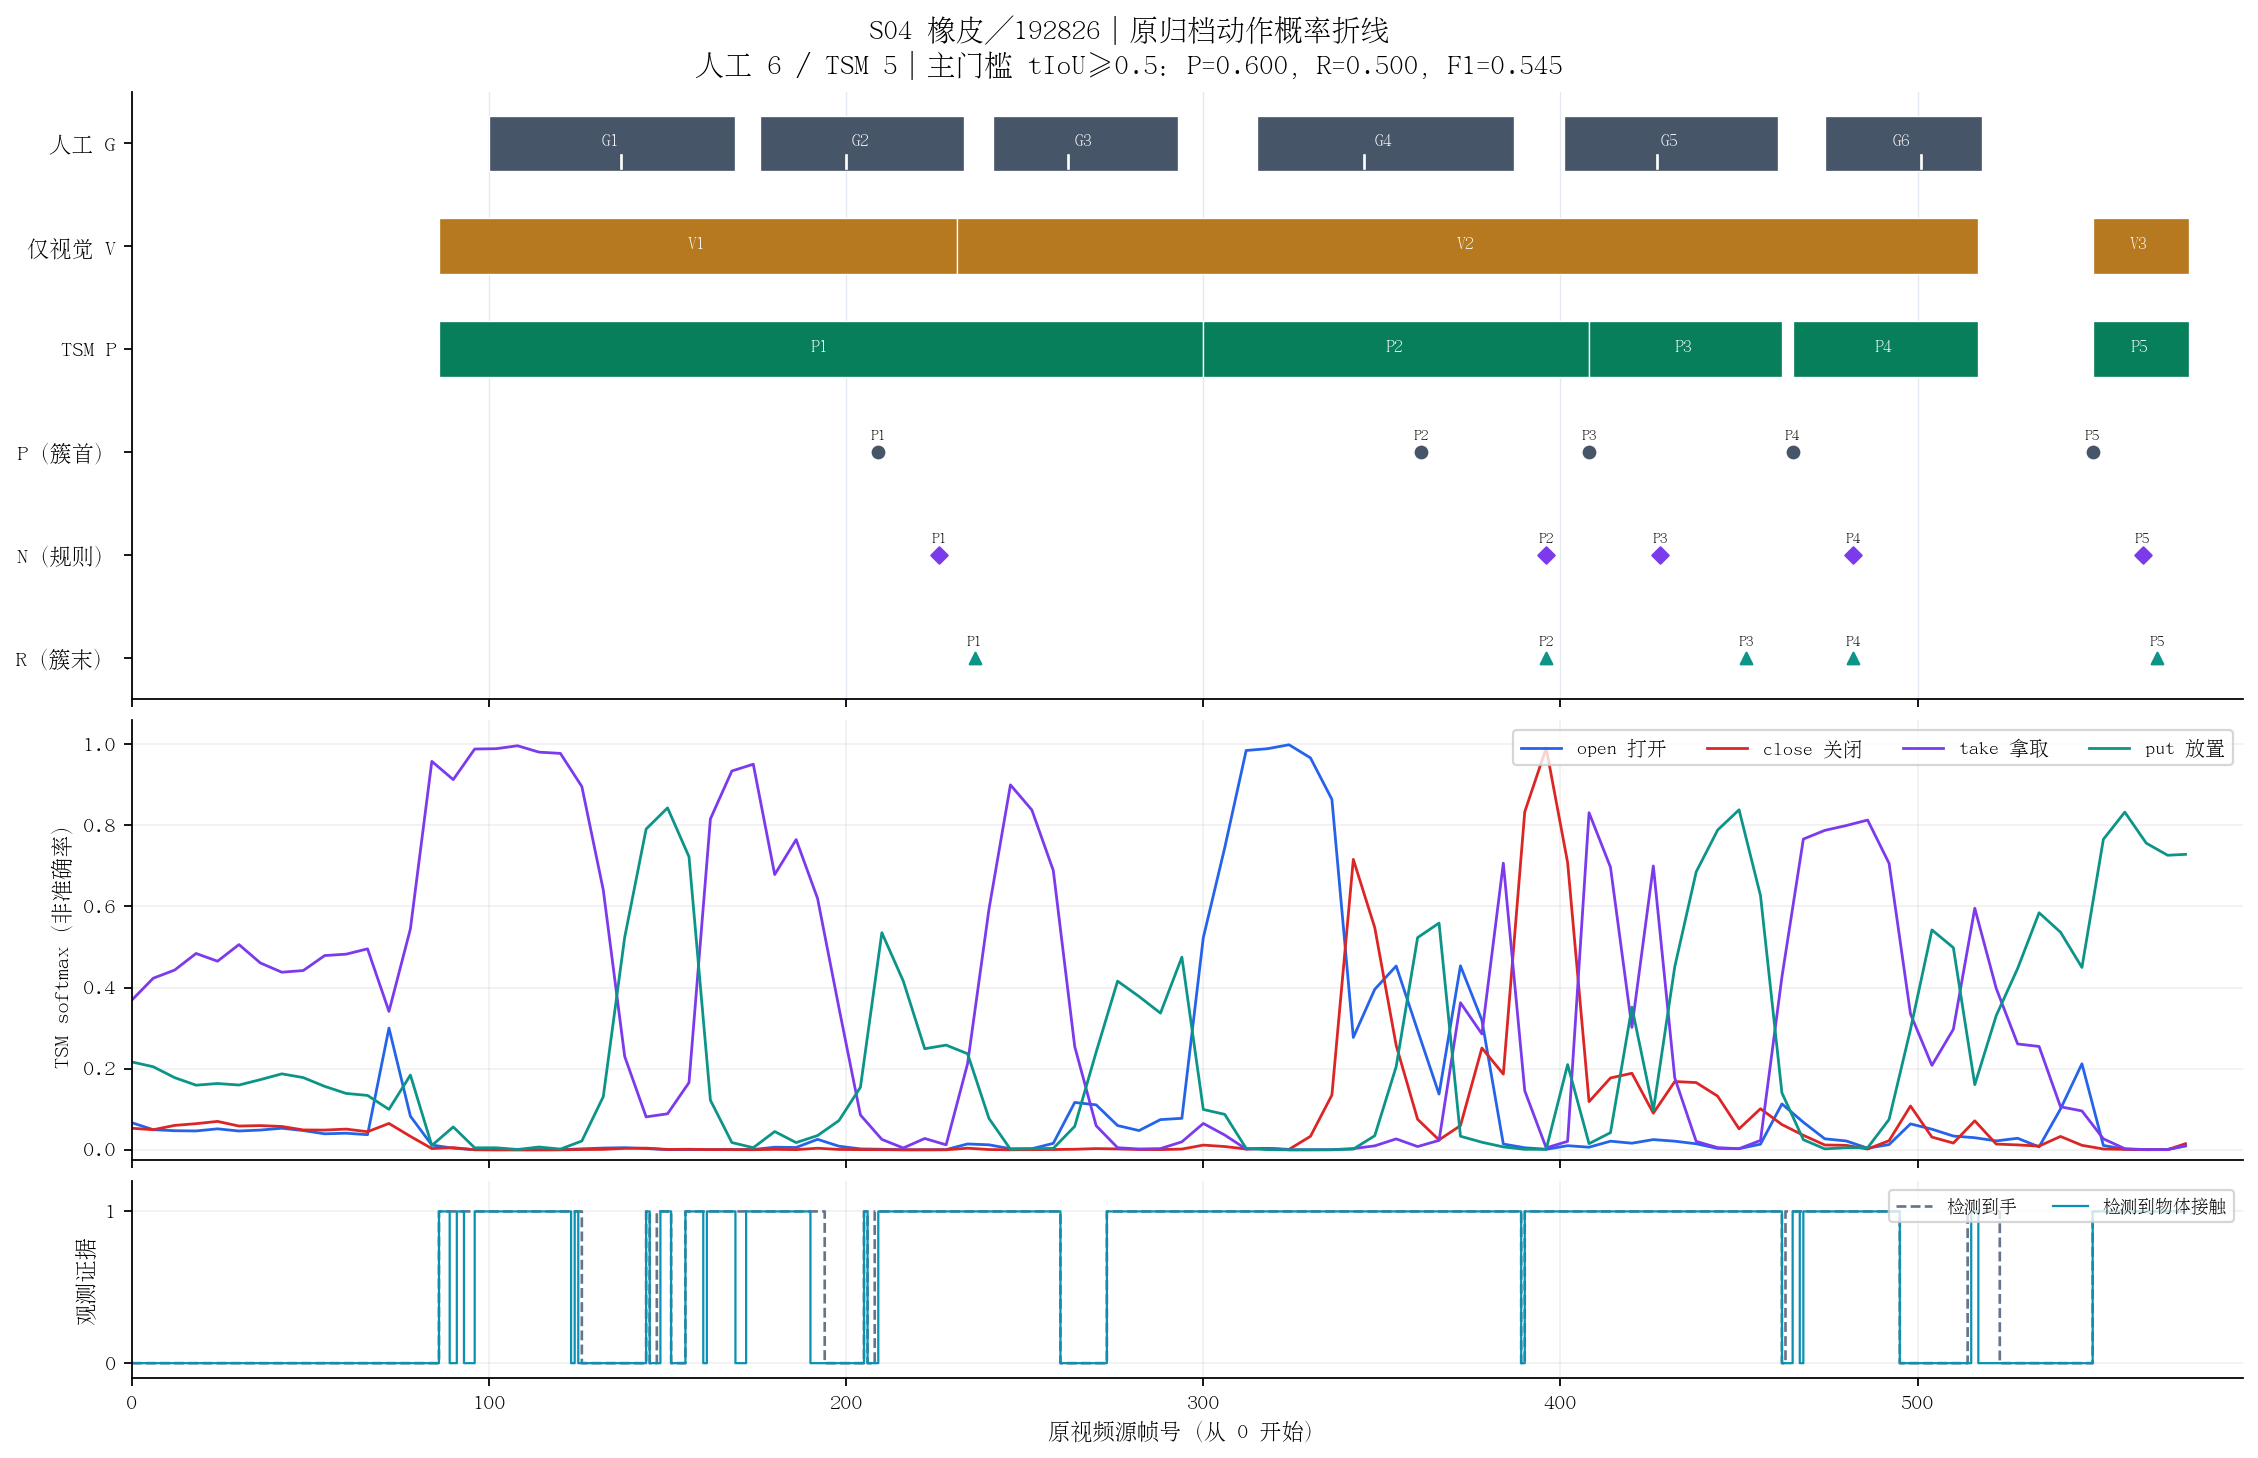 S04 橡皮／192826｜原归档动作概率折线
人工 6 / TSM 5｜主门槛 tIoU≥0.5：P=0.600, R=0.500, F1=0.545
人工 G
G1 G2 G3 G4 G5 G6
仅视觉 V
V1 V2 V3
TSM P
P1 P2 P3 P4 P5
P（簇首）
P1 P2 P3 P4 P5
N（规则）
P1 P2 P3 P4 P5
R（簇末）
P1 P2 P3 P4 P5
TSM softmax（非准确率）
1.0
0.8
0.6
0.4
0.2
0.0
open 打开 close 关闭 take 拿取 put 放置
观测证据
1
0
检测到手 检测到物体接触
0 100 200 300 400 500
原视频源帧号（从 0 开始）